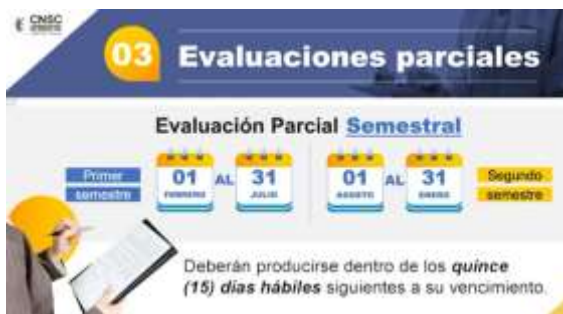 CNSC
03 Evaluaciones parciales
Evaluación Parcial Semestral
Primer
semestre
01
FEBRERO
AL
31
JULIO
01
AGOSTO
AL
31
ENERO
Segundo
semestre
Deberán producirse dentro de los quince
(15) días hábiles siguientes a su vencimiento.